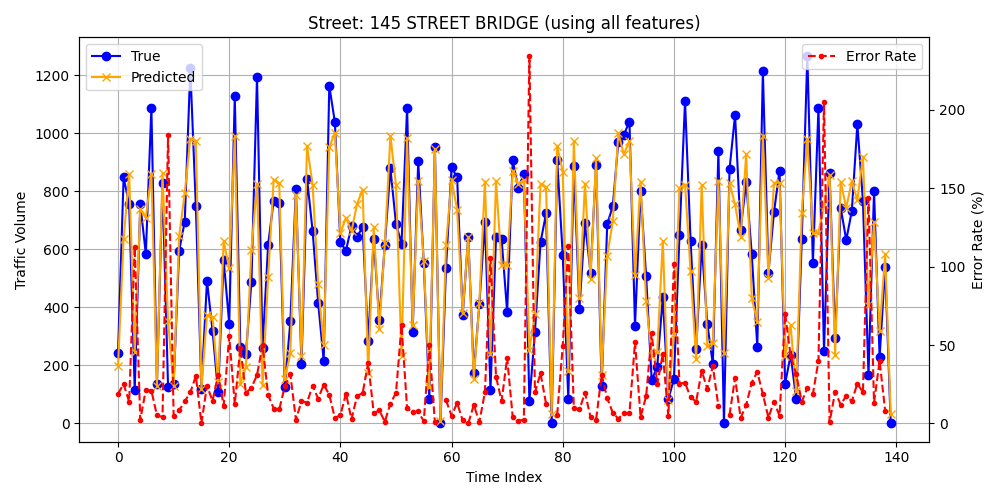 Street: 145 STREET BRIDGE (using all features)
True
Predicted
Error Rate
Traffic Volume
1200
1000
800
600
400
200
0
200
150
100
50
0
Error Rate (%)
0 20 40 60 80 100 120 140
Time Index